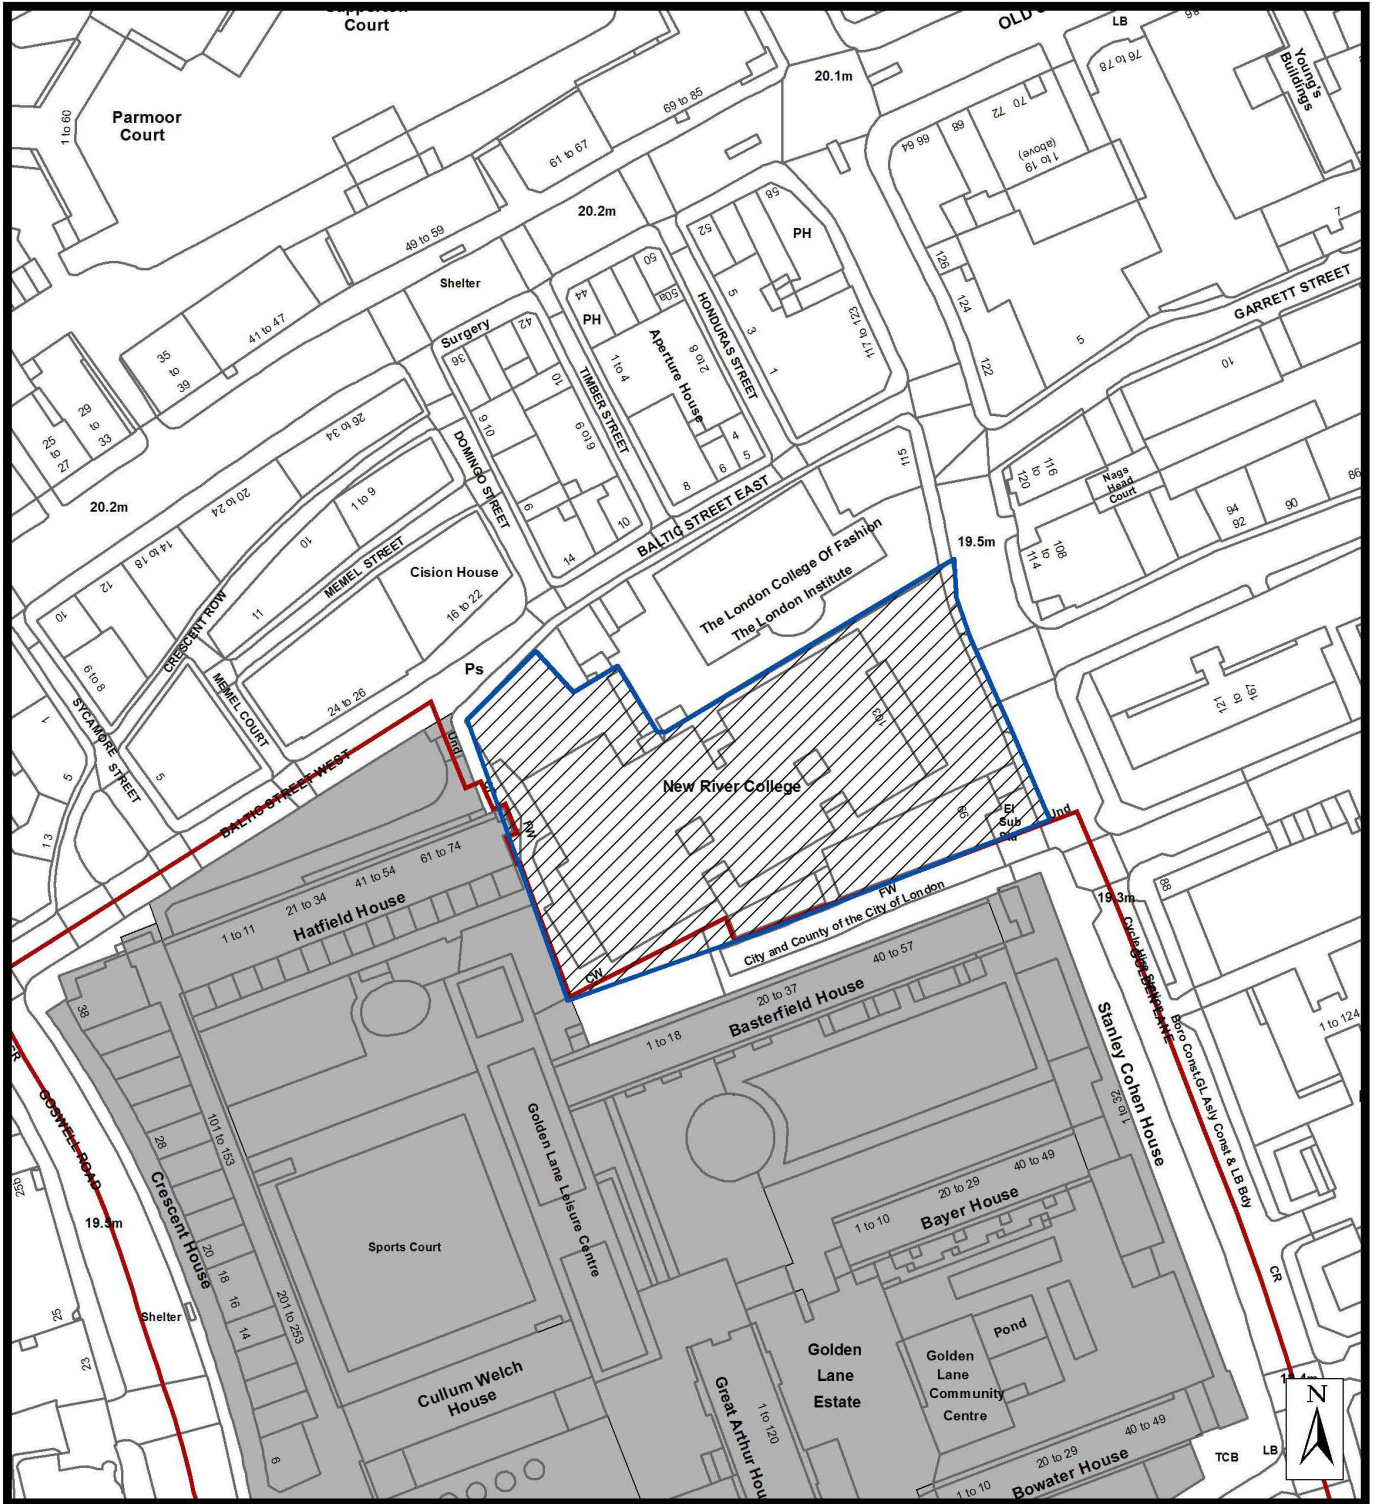 Court
Parmoor
Court
1 to 60
69 to 85
61 to 67
20.1m
LB
76 to 78
Young's
Buildings
70
72
68
66 64
1 to 19
(above)
20.2m
49 to 59
Shelter
41 to 47
35
to
39
29
to
33
25
to
27
20.2m
Surgery
36
42
44
PH
50
50a
52
58
PH
HONDURAS STREET
5
3
1
117 to 123
126
124
122
5
7
GARRETT STREET
10
TIMBER STREET
1 to 4
Aperture House
2 to 8
10
6 to 9
9 10
DOMINGO STREET
6
14
10
8
6
5
4
BALTIC STREET EAST
115
120
to
116
Nags
Head
Court
94
92
90
86
114
to
108
19.5m
26 to 34
20 to 24
14 to 18
12
10
1 to 9
10
11
MEMEL STREET
CRESCENT ROW
Cision House
16 to 22
24 to 26
MEMEL COURT
6 to 8
SYCAMORE STREET
1
5
13
5
Ps
BALTIC STREET WEST
The London College Of Fashion
The London Institute
New River College
103
99
El
Sub
Sta
Und
Und
FW
FW
CW
121
to
167
88
19.3m
City and County of the City of London
61 to 74
41 to 54
21 to 34
1 to 11
Hatfield House
40 to 57
20 to 37
1 to 18
Basterfield House
Cycle Hire Station
GOLDEN LANE
Boro Const, GL Asly Const & LB Bdy
1 to 124
Stanley Cohen House
1 to 32
38
28
Crescent House
101 to 153
201 to 253
20
18
16
14
6
CR
GOSWELL ROAD
25b
19.5m
Shelter
25
23
Golden Lane Leisure Centre
Sports Court
40 to 49
20 to 29
1 to 10
Bayer House
CR
Cullum Welch
House
Great Arthur Hou
1 to 120
Golden
Lane
Estate
Pond
Golden
Lane
Community
Centre
40 to 49
20 to 29
1 to 10
Bowater House
TCB
LB
N